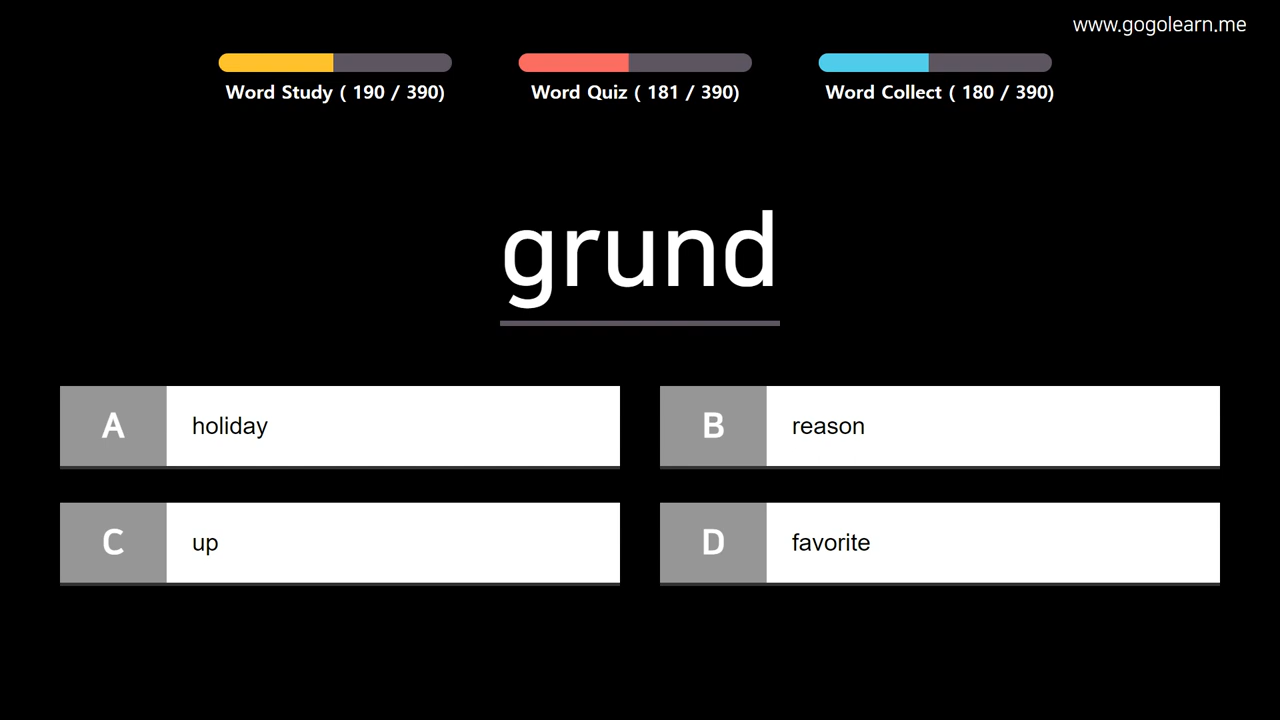 www.gogolearn.me
Word Study ( 190 / 390)
Word Quiz ( 181 / 390)
Word Collect ( 180 / 390)
grund
A holiday
B reason
C up
D favorite